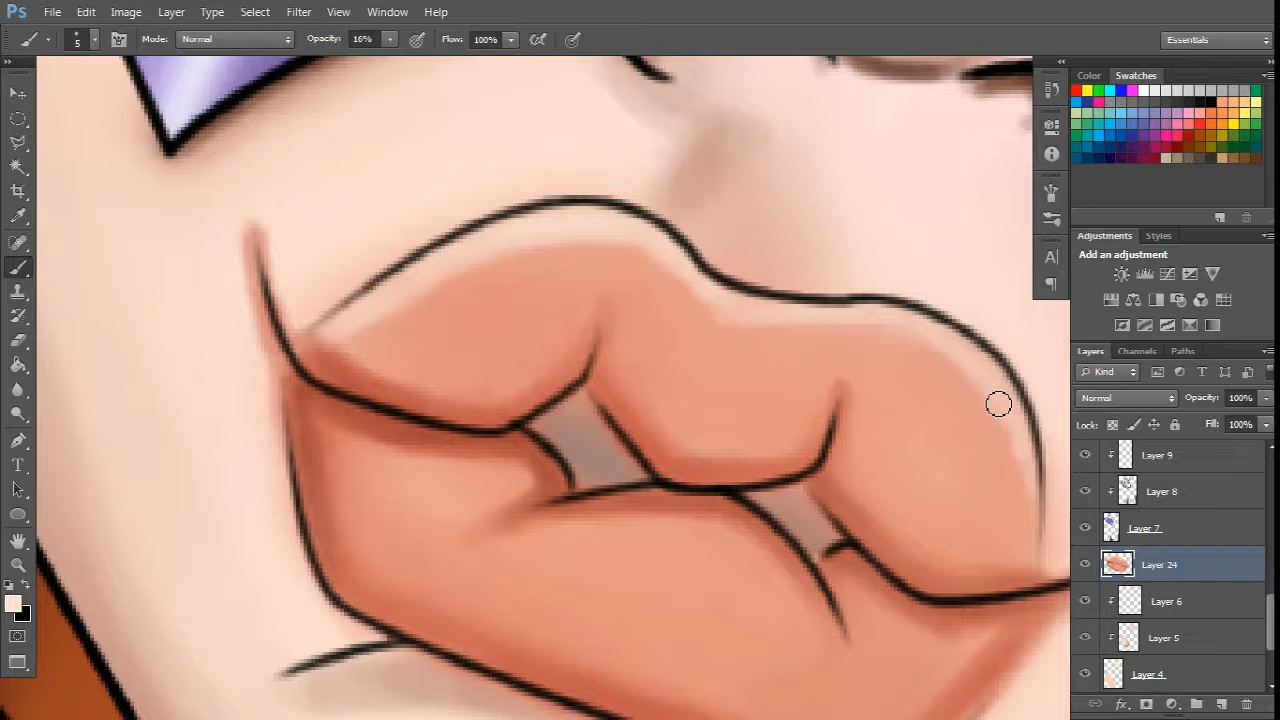 Ps File Edit Image Layer Type Select Filter View Window Help
5 Mode: Normal Opacity: 16% Flow: 100% Essentials
Color Swatches
Adjustments Styles
Add an adjustment
Layers Channels Paths
Kind
Normal Opacity: 100%
Lock: Fill: 100%
Layer 9
Layer 8
Layer 7
Layer 24
Layer 6
Layer 5
Layer 4